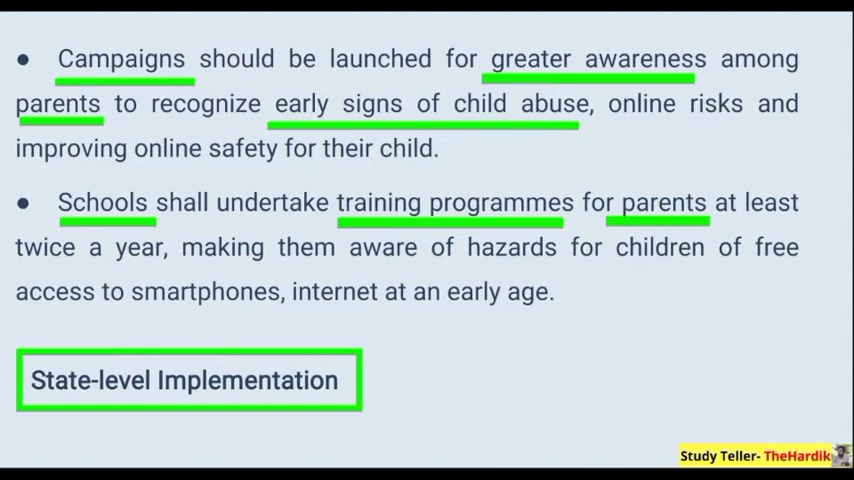 ● Campaigns should be launched for greater awareness among
parents to recognize early signs of child abuse, online risks and
improving online safety for their child.
● Schools shall undertake training programmes for parents at least
twice a year, making them aware of hazards for children of free
access to smartphones, internet at an early age.
State-level Implementation
Study Teller- TheHardik